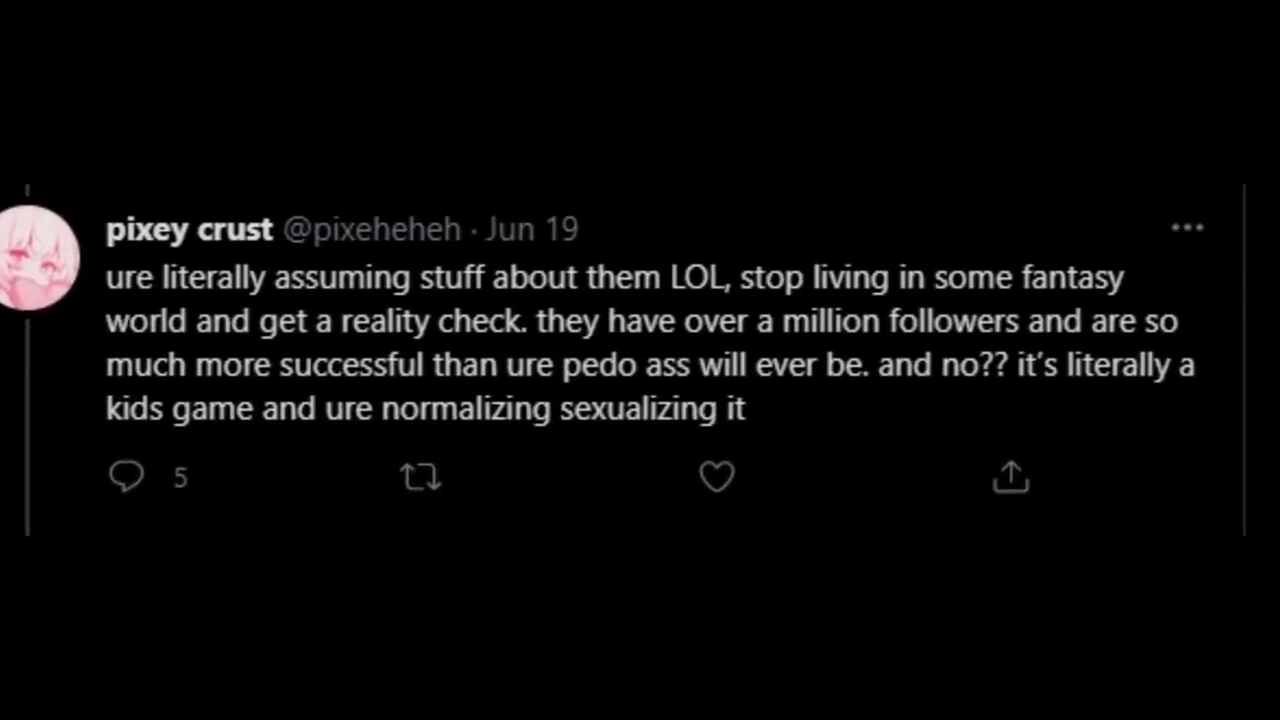 pixey crust @pixeheheh · Jun 19
ure literally assuming stuff about them LOL, stop living in some fantasy
world and get a reality check. they have over a million followers and are so
much more successful than ure pedo ass will ever be. and no?? it's literally a
kids game and ure normalizing sexualizing it
5